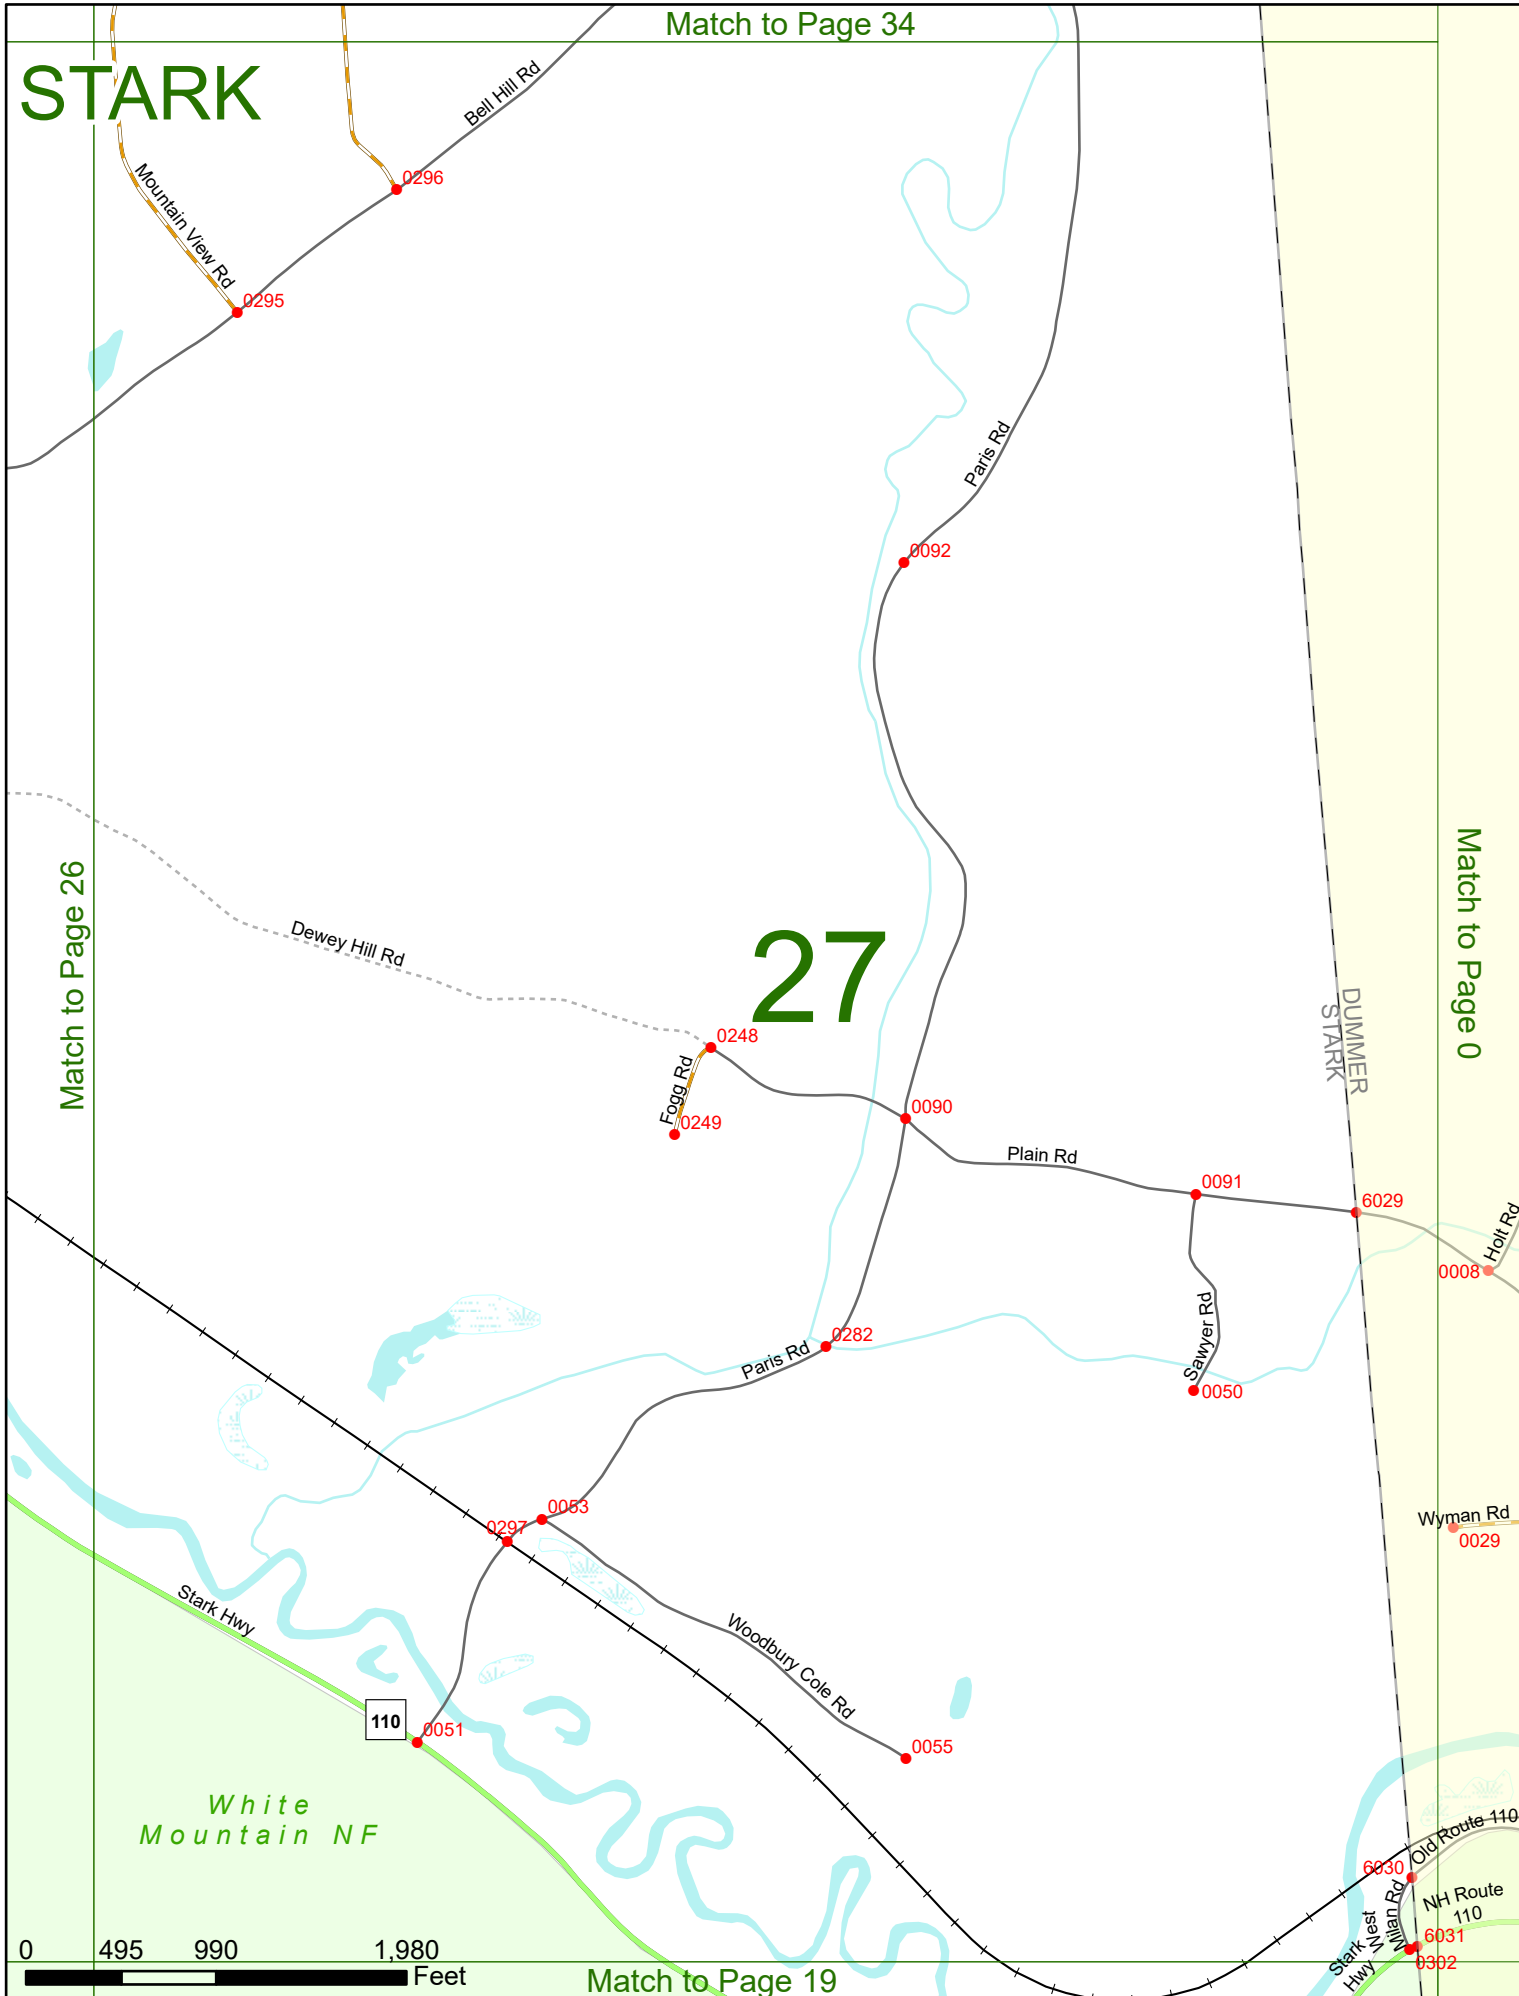 Match to Page 34
STARK
Bell Hill Rd
0296
Mountain View Rd
0295
Paris Rd
0092
Match to Page 26
Match to Page 0
Dewey Hill Rd
27
DUMMER
STARK
0248
Fogg Rd
0249
0090
Plain Rd
0091
6029
Holt Rd
0008
Sawyer Rd
0282
Paris Rd
0050
0053
0297
Wyman Rd
0029
Stark Hwy
Woodbury Cole Rd
110
0051
0055
White
Mountain NF
Old Route 110
6030
West
Milan Rd
NH Route
110
6031
0302
Stark
Hwy
0 495 990 1,980
Feet
Match to Page 19